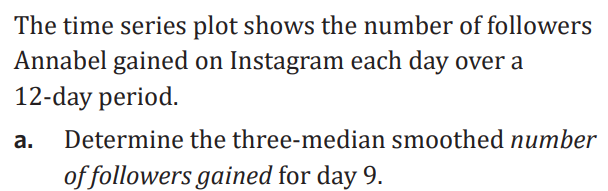 The time series plot shows the number of followers
Annabel gained on Instagram each day over a
12-day period.
a. Determine the three-median smoothed number
of followers gained for day 9.